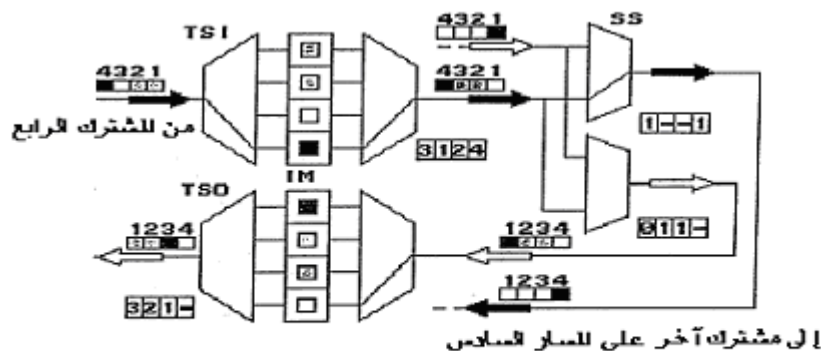 TSI
4321
SS
4321
4321
1--1
من المشترك الرابع
3124
TSO
IM
1234
1234
011-
1234
321-
إلى مشترك آخر على المسار السادس